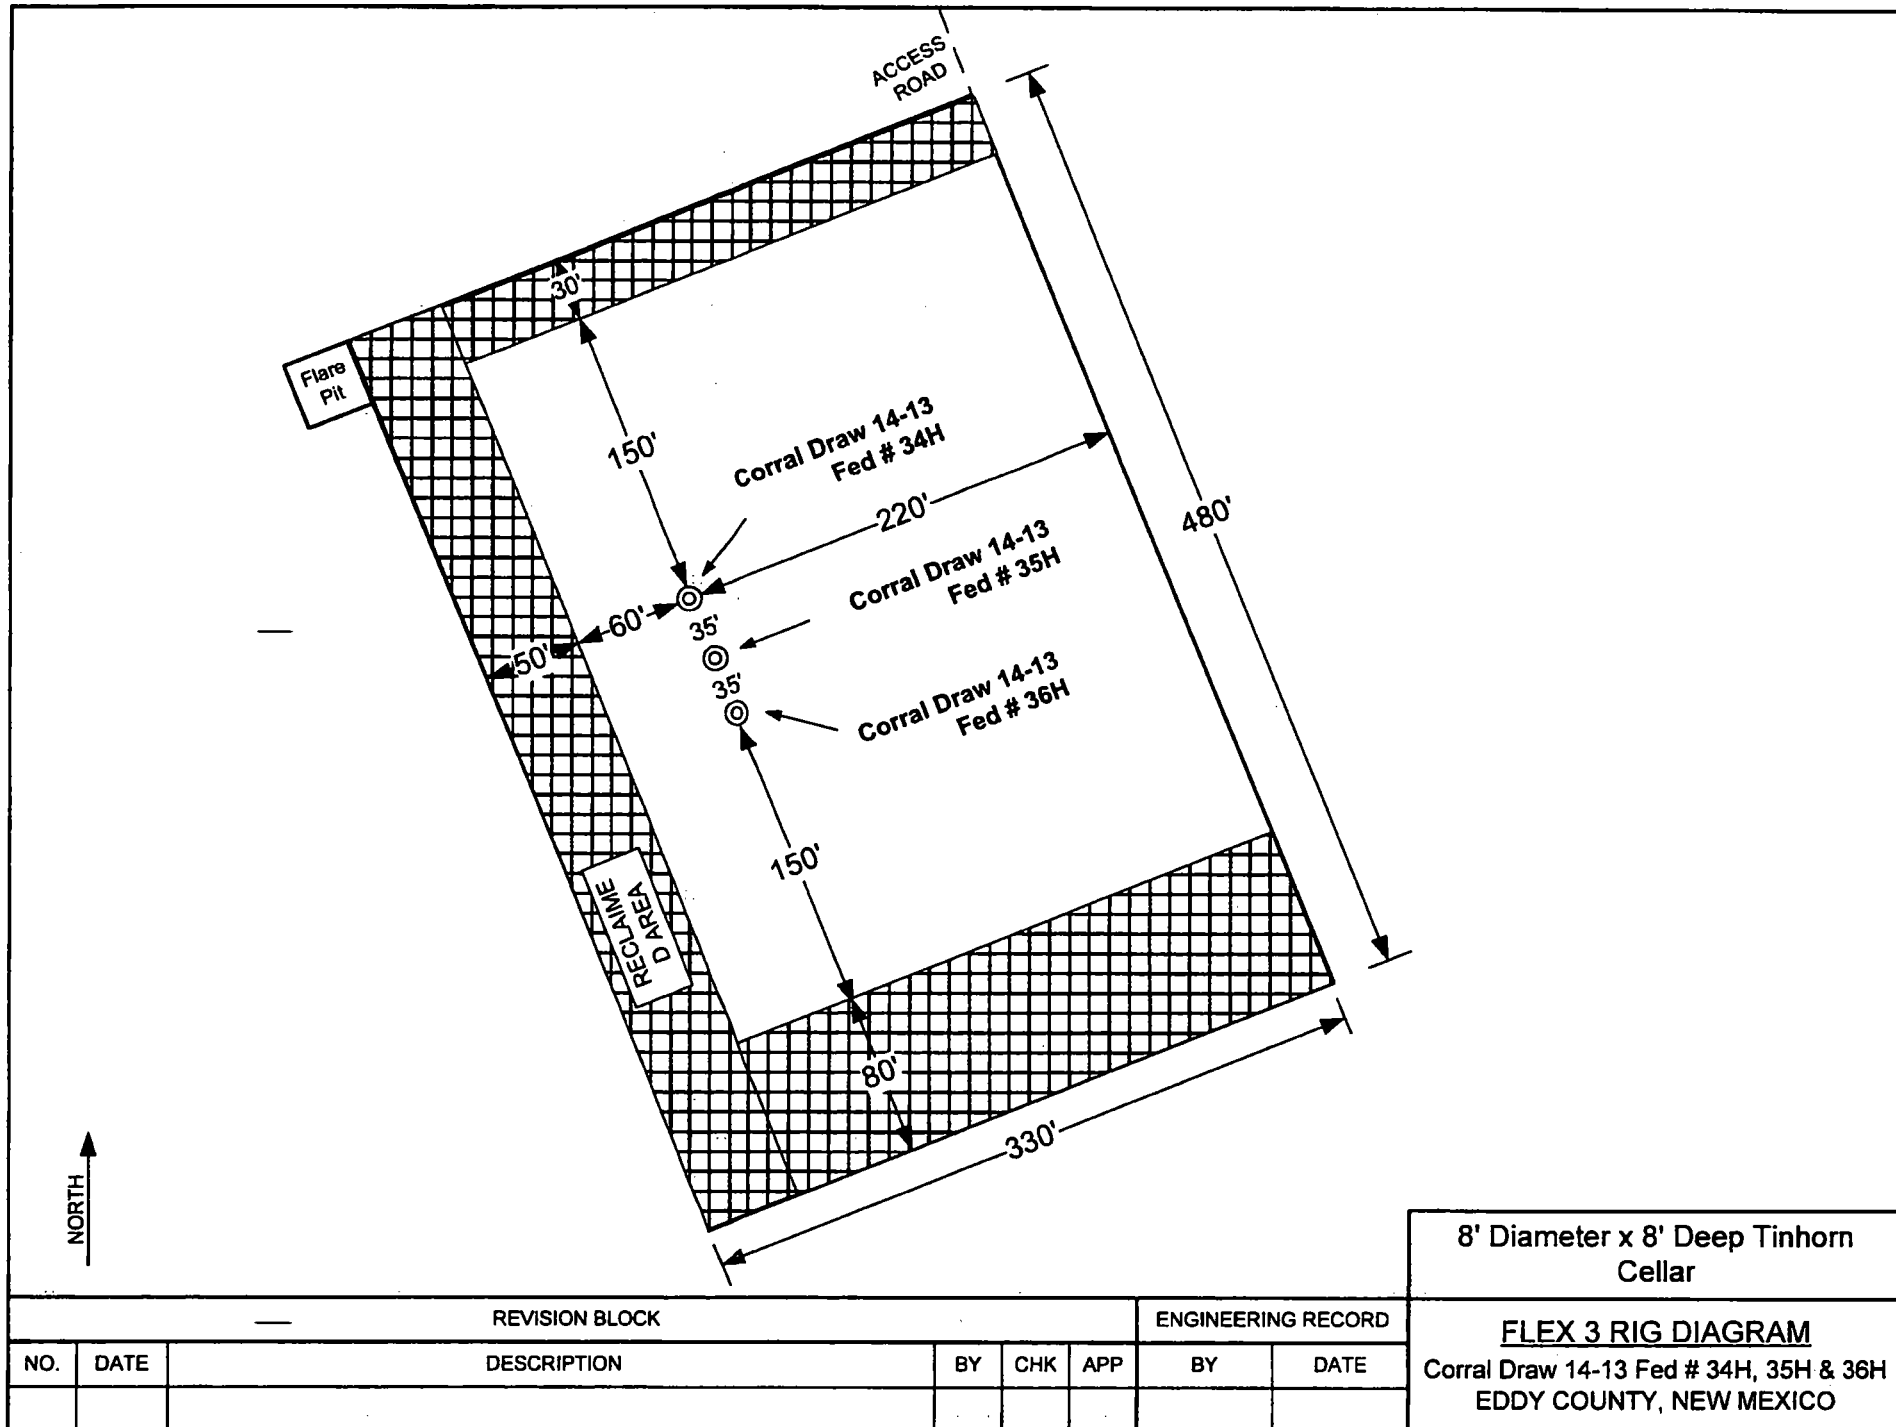 ACCESS
ROAD
30'
Flare
Pit
150'
Corral Draw 14-13
Fed # 34H
220'
480'
Corral Draw 14-13
Fed # 35H
60'
35'
50'
35'
Corral Draw 14-13
Fed # 36H
150'
RECLAIME
D AREA
80'
330'
NORTH
8' Diameter x 8' Deep Tinhorn
Cellar
REVISION BLOCK
ENGINEERING RECORD
FLEX 3 RIG DIAGRAM
NO. DATE DESCRIPTION BY CHK APP BY DATE
Corral Draw 14-13 Fed # 34H, 35H & 36H
EDDY COUNTY, NEW MEXICO